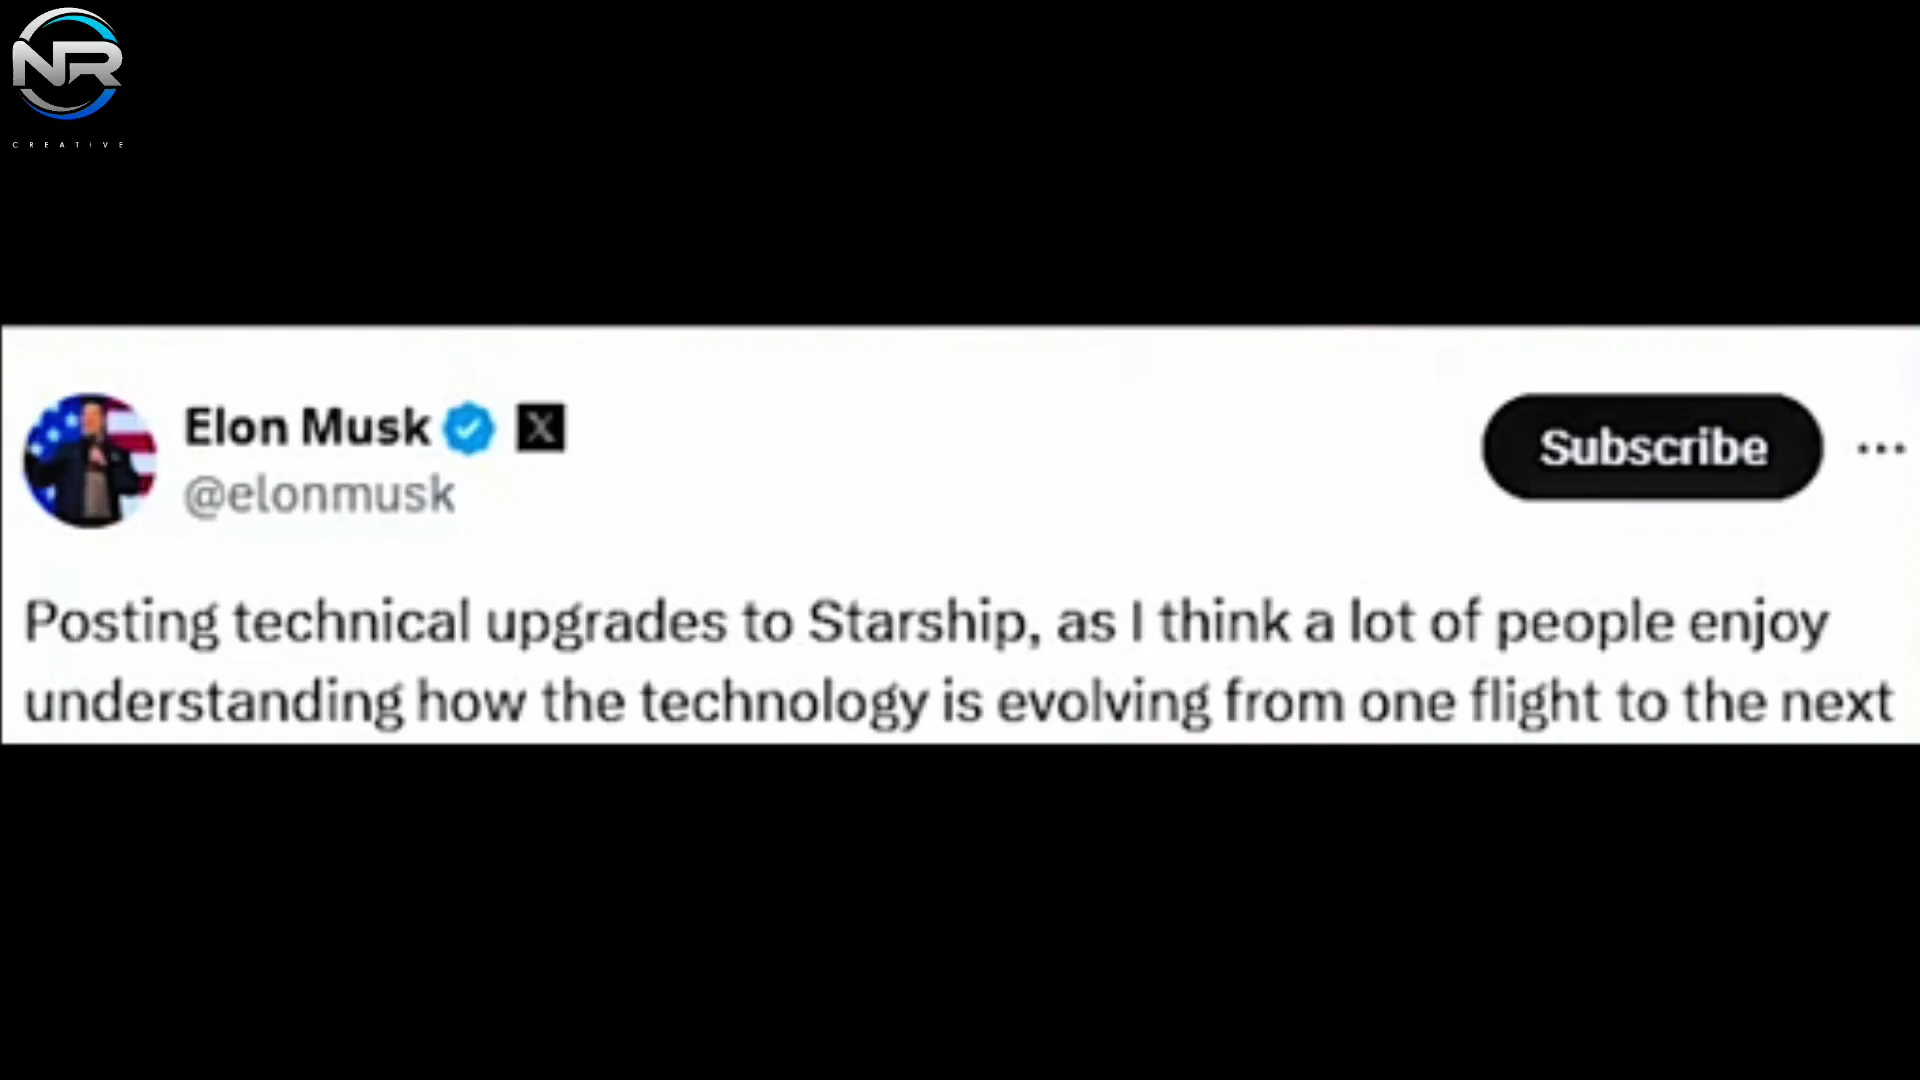 NR
CREATIVE
Elon Musk
X
Subscribe
@elonmusk
Posting technical upgrades to Starship, as I think a lot of people enjoy
understanding how the technology is evolving from one flight to the next